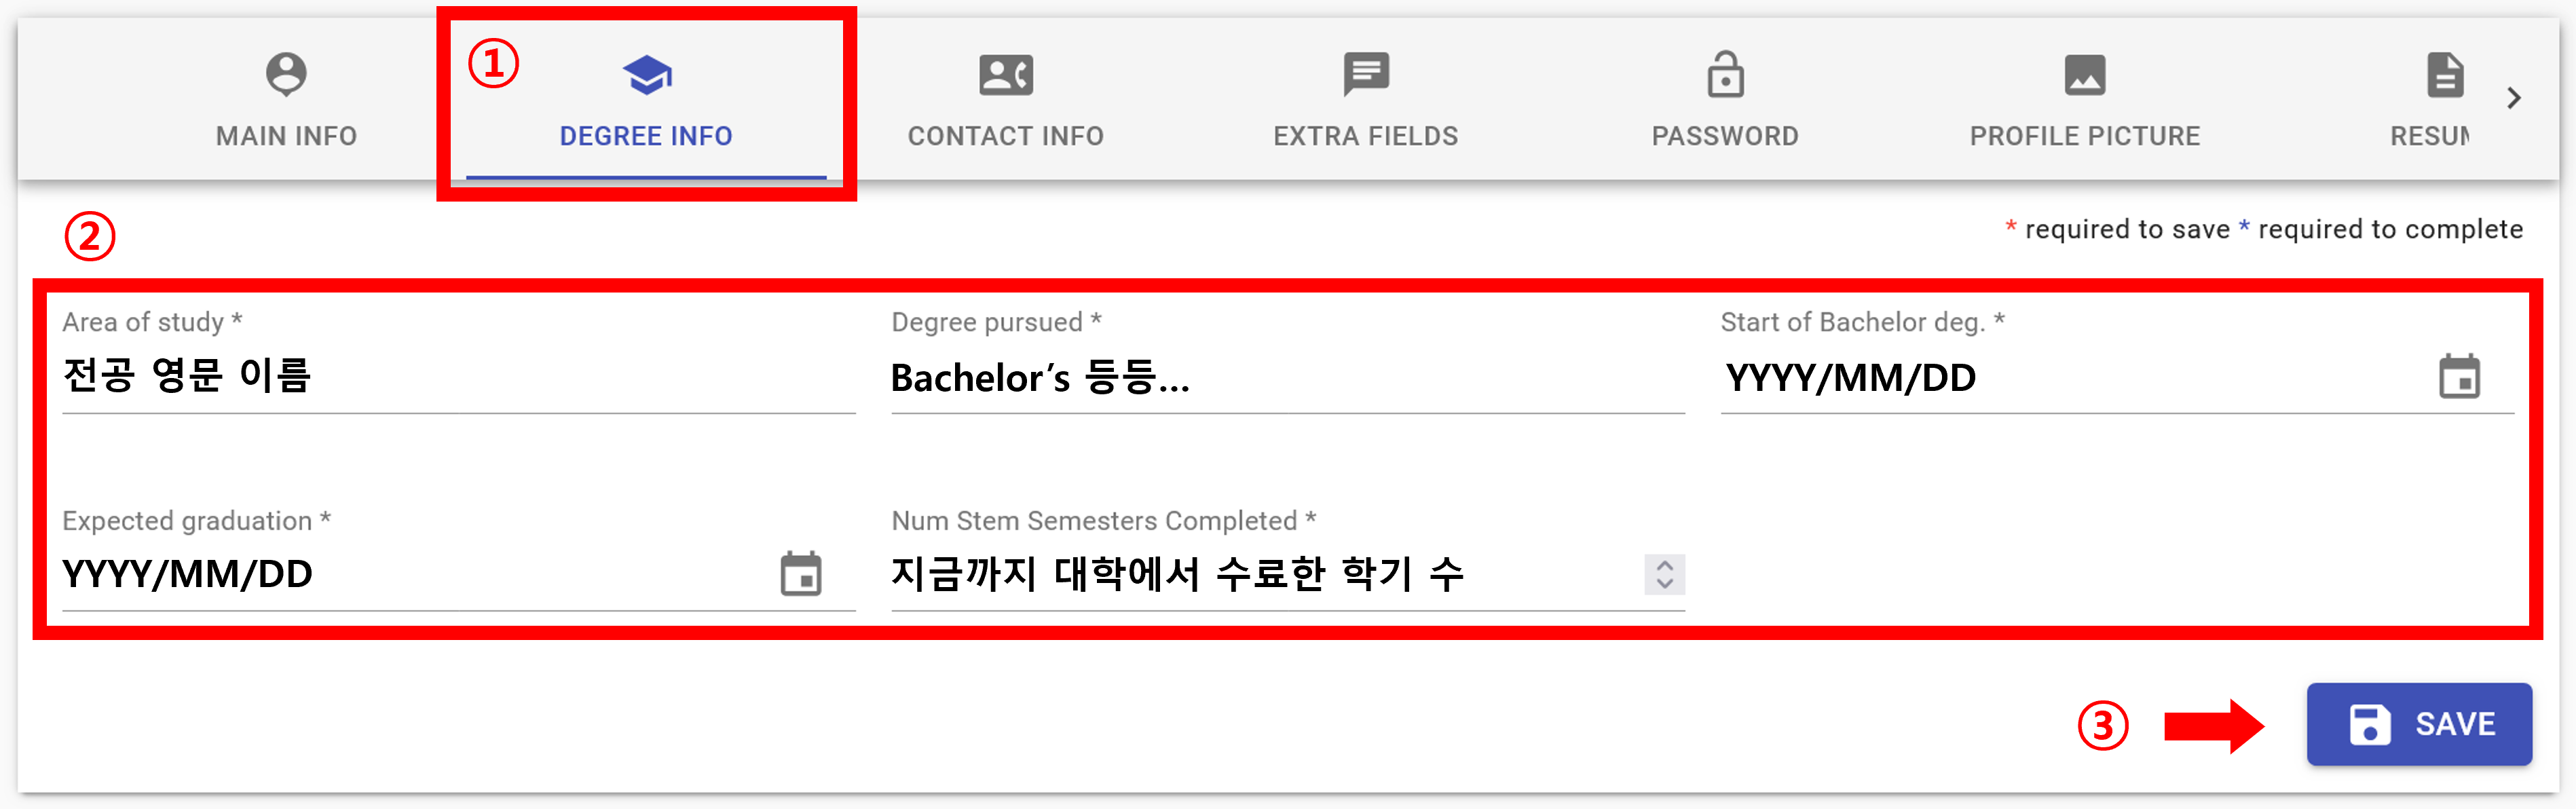 ①
MAIN INFO
DEGREE INFO
CONTACT INFO
EXTRA FIELDS
PASSWORD
PROFILE PICTURE
RESUM
②
* required to save * required to complete
Area of study *
전공 영문 이름
Degree pursued *
Bachelor's 등등...
Start of Bachelor deg. *
YYYY/MM/DD
Expected graduation *
YYYY/MM/DD
Num Stem Semesters Completed *
지금까지 대학에서 수료한 학기 수
③
SAVE